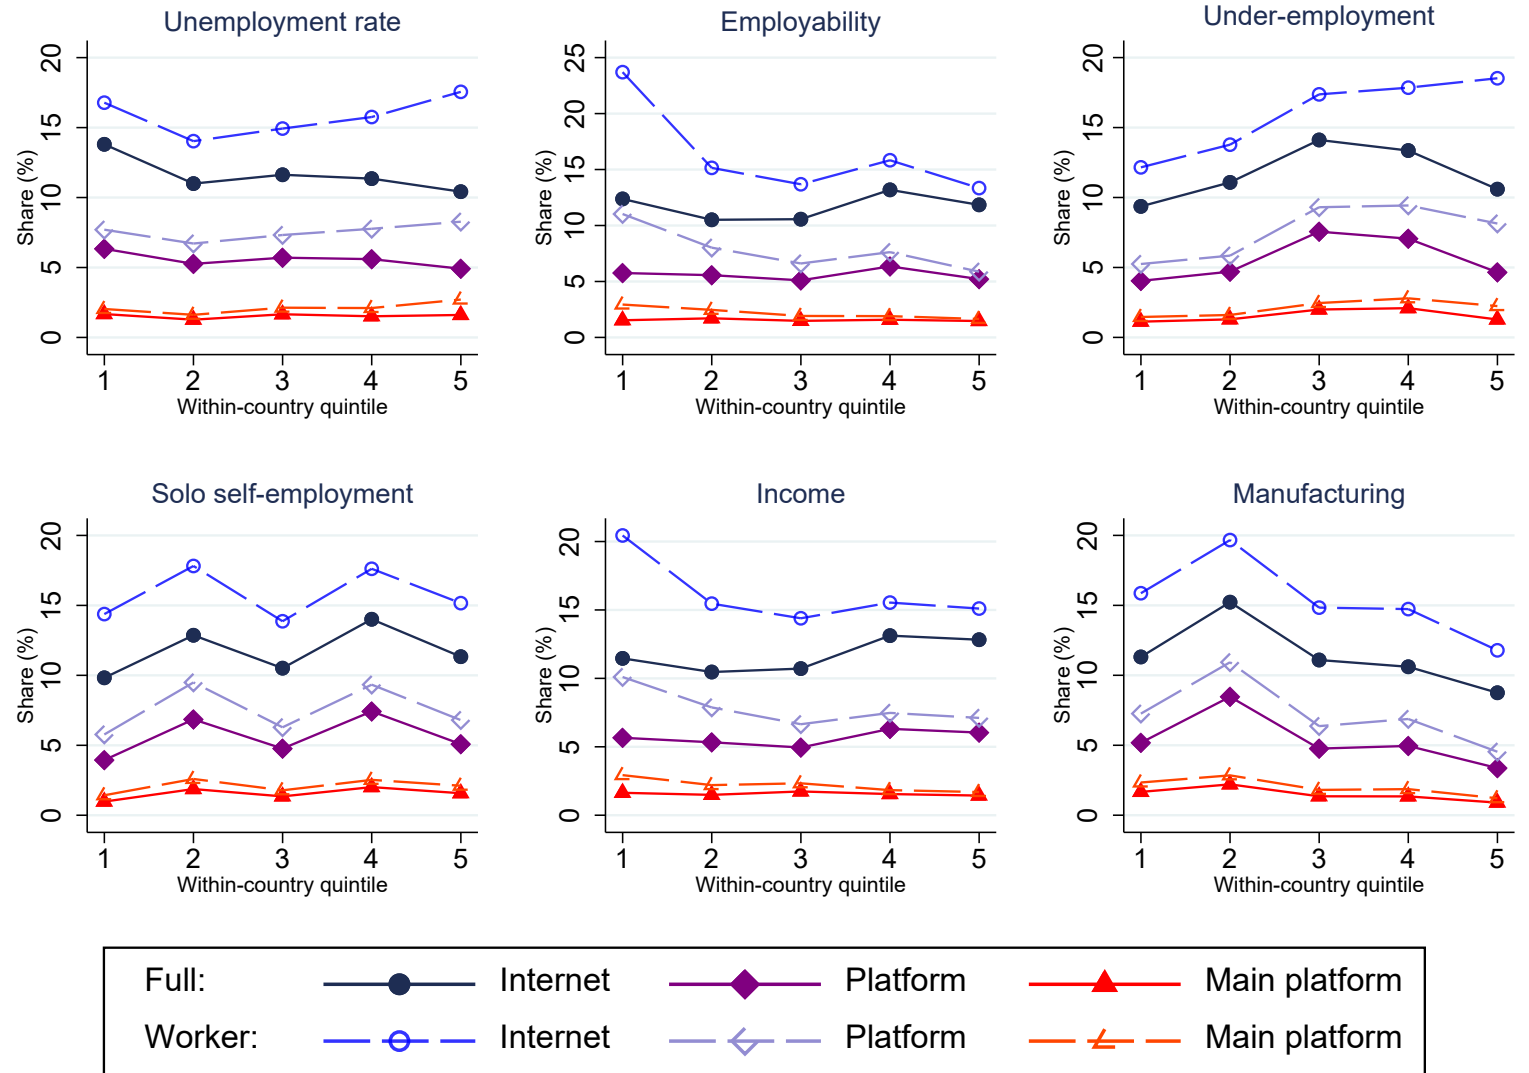 Unemployment rate
Employability
Under-employment
Share (%)
20
15
10
5
0
1 2 3 4 5
Within-country quintile
Share (%)
25
20
15
10
5
0
1 2 3 4 5
Within-country quintile
Share (%)
20
15
10
5
0
1 2 3 4 5
Within-country quintile
Solo self-employment
Income
Manufacturing
Share (%)
20
15
10
5
0
1 2 3 4 5
Within-country quintile
Share (%)
20
15
10
5
0
1 2 3 4 5
Within-country quintile
Share (%)
20
15
10
5
0
1 2 3 4 5
Within-country quintile
Full: Internet Platform Main platform
Worker: Internet Platform Main platform